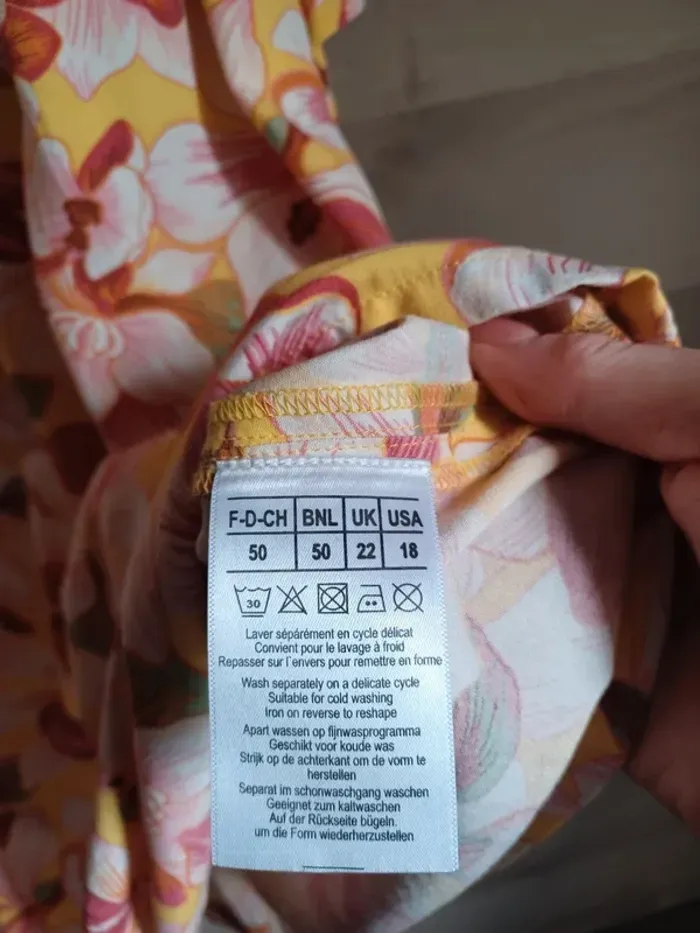 F-D-CH BNL UK USA
50 50 22 18
30
Laver sépárément en cycle délicat
Convient pour le lavage à froid
Repasser sur l'envers pour remettre en forme
Wash separately on a delicate cycle
Suitable for cold washing
Iron on reverse to reshape
Apart wassen op fijnwasprogramma
Geschikt voor koude was
Strijk op de achterkant om de vorm te
herstellen
Separat im schonwaschgang waschen
Geeignet zum kaltwaschen
Auf der Rückseite bügeln.
um die Form wiederherzustellen